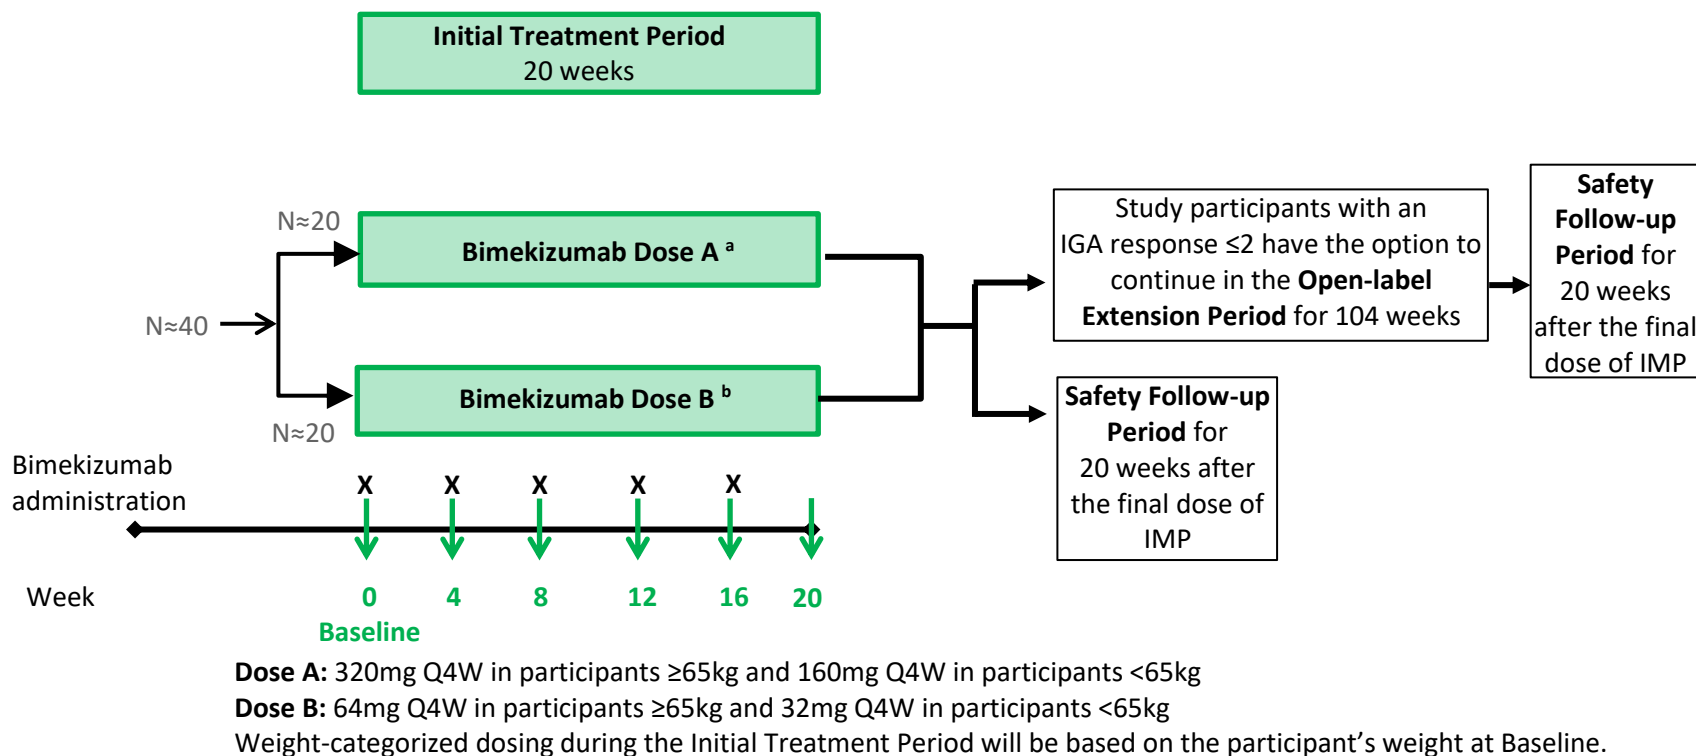 Initial Treatment Period
20 weeks
N≈20
Bimekizumab Dose A a
N≈40
Bimekizumab Dose B b
N≈20
Study participants with an
IGA response ≤2 have the option to
continue in the Open-label
Extension Period for 104 weeks
Safety
Follow-up
Period for
20 weeks
after the final
dose of IMP
Safety Follow-up
Period for
20 weeks after
the final dose of
IMP
Bimekizumab
administration
X X X X X
Week
0 4 8 12 16 20
Baseline
Dose A: 320mg Q4W in participants ≥65kg and 160mg Q4W in participants <65kg
Dose B: 64mg Q4W in participants ≥65kg and 32mg Q4W in participants <65kg
Weight-categorized dosing during the Initial Treatment Period will be based on the participant’s weight at Baseline.